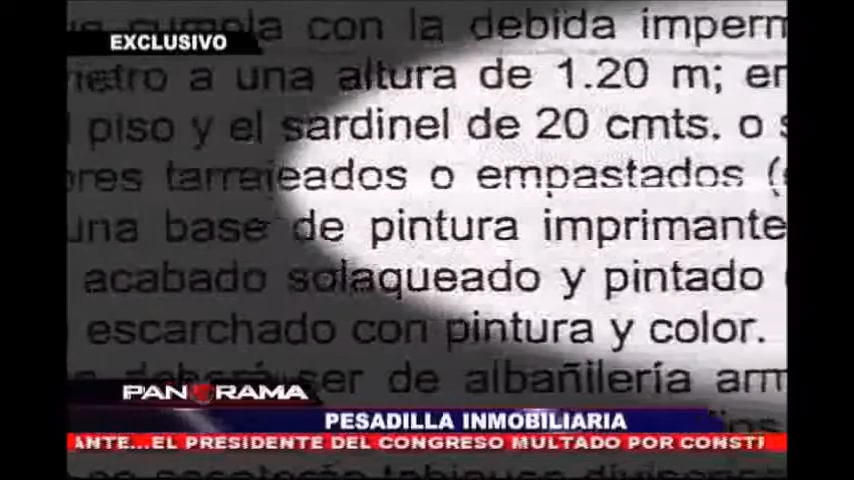 cumpla con la debida imperm
EXCLUSIVO
metro a una altura de 1.20 m; en
piso y el sardinel de 20 cmts. o s
ores tarrajeados o empastados (
una base de pintura imprimante
acabado solaqueado y pintado
escarchado con pintura y color.
deberá ser de albañilería arm
PANORAMA
PESADILLA INMOBILIARIA
ANTE...EL PRESIDENTE DEL CONGRESO MULTADO POR CONSTI